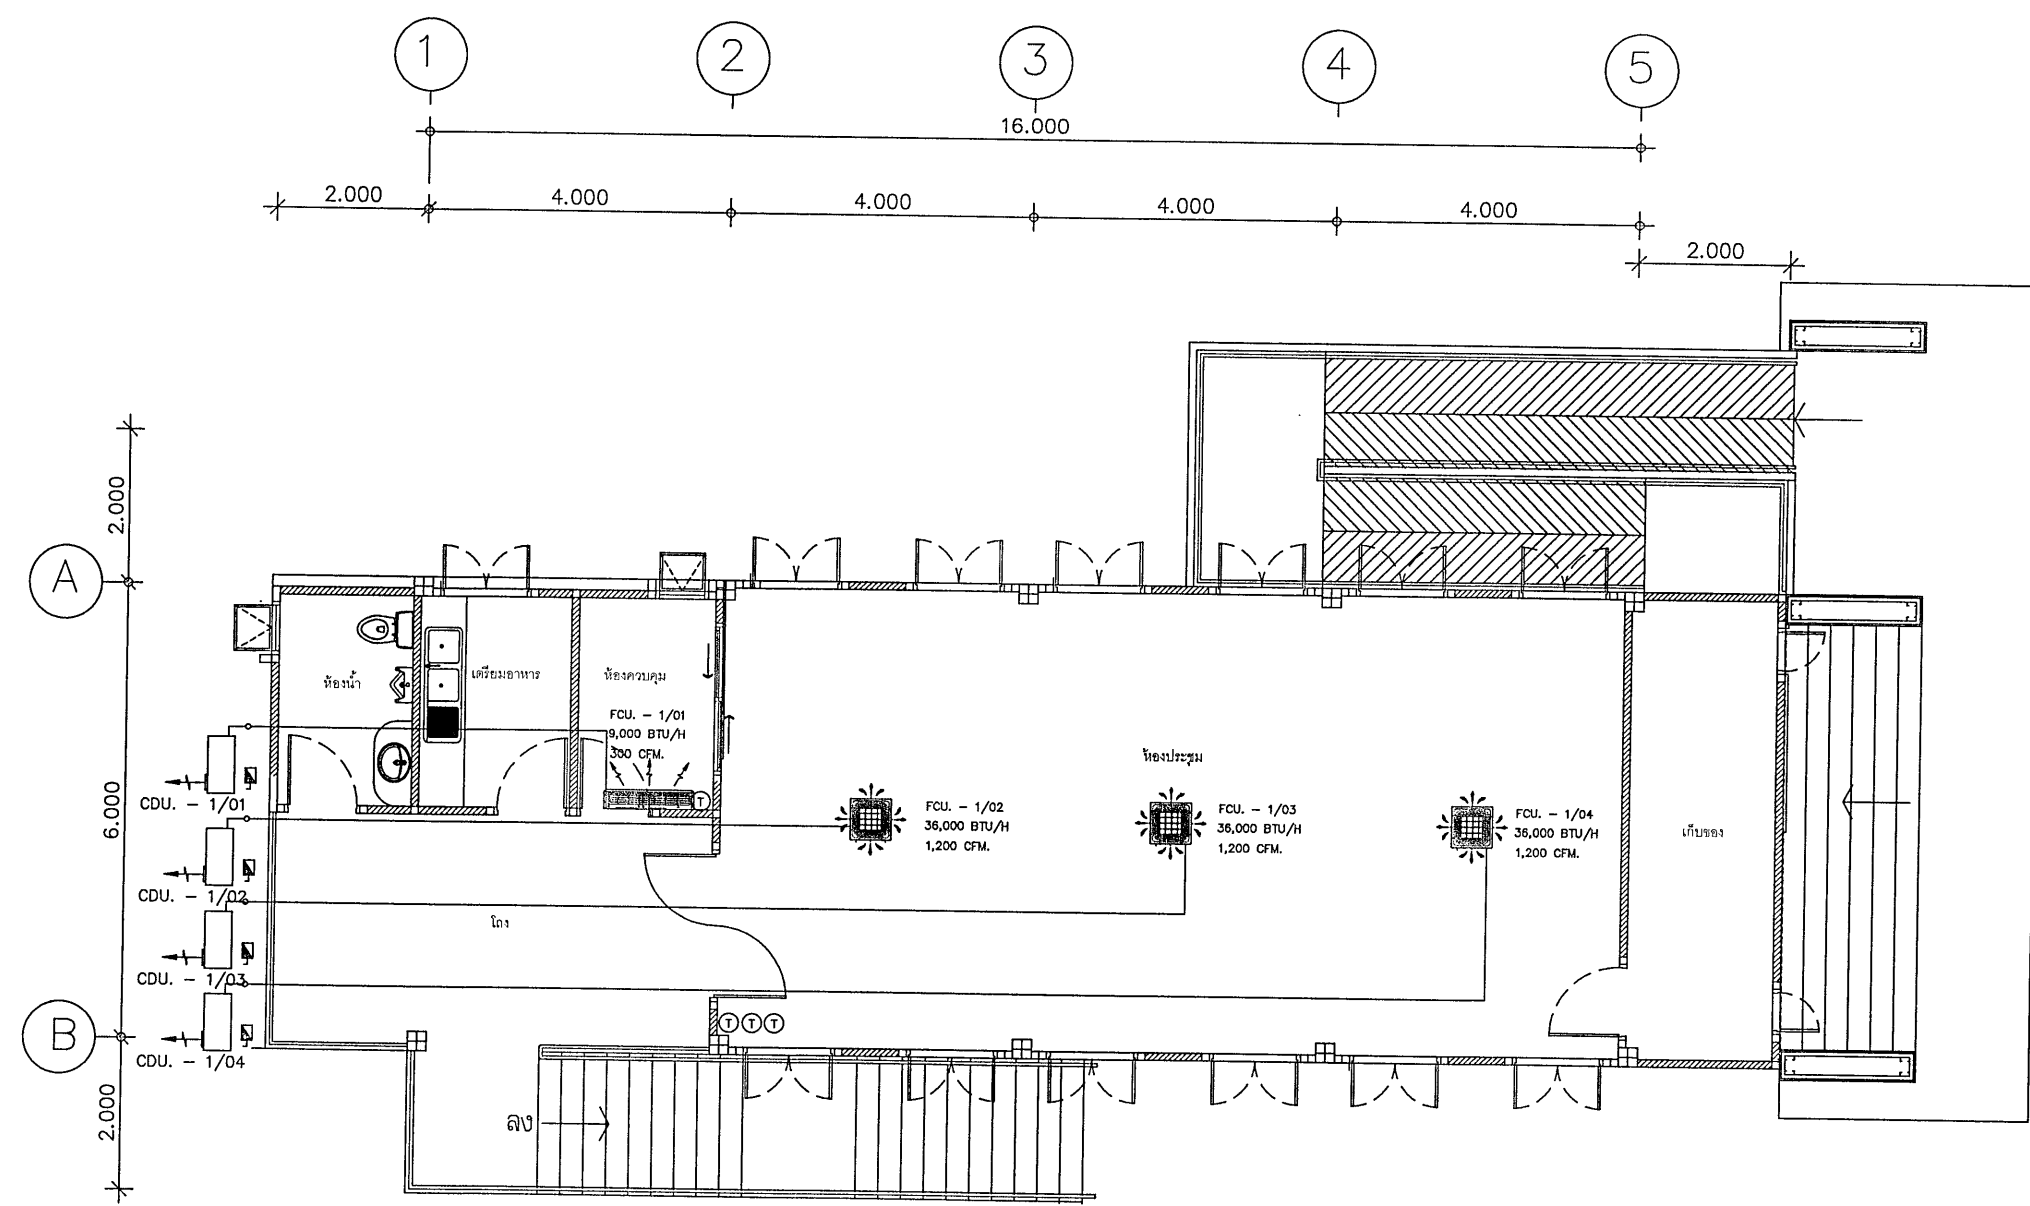 1
2
3
4
5
16.000
2.000
4.000
4.000
4.000
4.000
2.000
2.000
A
ห้องน้ำ
เตรียมอาหาร
ห้องควบคุม
FCU. - 1/01
9,000 BTU/H
300 CFM.
ห้องประชุม
T
FCU. - 1/02
36,000 BTU/H
1,200 CFM.
FCU. - 1/03
36,000 BTU/H
1,200 CFM.
FCU. - 1/04
36,000 BTU/H
1,200 CFM.
เก็บของ
6.000
CDU. - 1/01
CDU. - 1/02
โถง
CDU. - 1/03
T T T
B
CDU. - 1/04
2.000
ลง